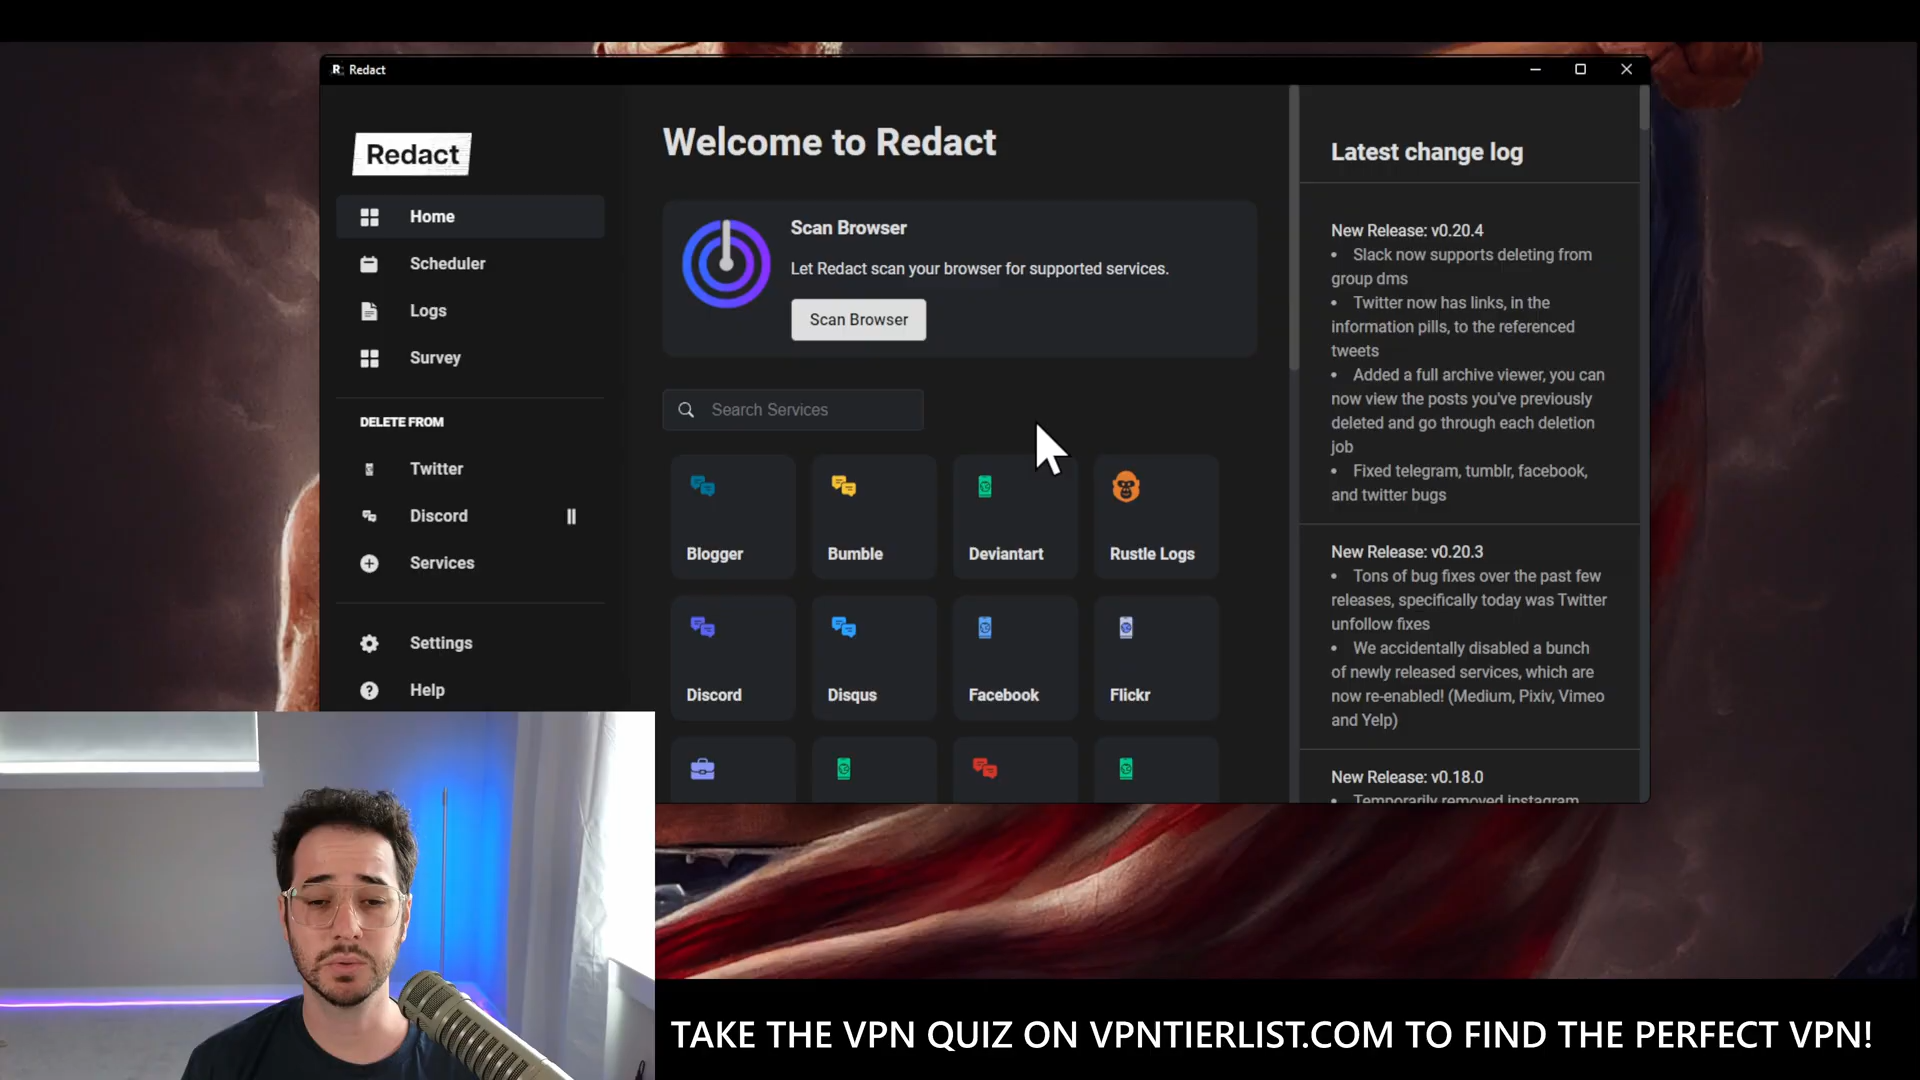 Redact
Redact
Home
Scheduler
Logs
Survey
DELETE FROM
Twitter
Discord
Services
Settings
Help
Welcome to Redact
Scan Browser
Let Redact scan your browser for supported services.
Scan Browser
Search Services
Blogger
Bumble
Deviantart
Rustle Logs
Discord
Disqus
Facebook
Flickr
Latest change log
New Release: v0.20.4
• Slack now supports deleting from
group dms
• Twitter now has links, in the
information pills, to the referenced
tweets
• Added a full archive viewer, you can
now view the posts you've previously
deleted and go through each deletion
job
• Fixed telegram, tumblr, facebook,
and twitter bugs
New Release: v0.20.3
• Tons of bug fixes over the past few
releases, specifically today was Twitter
unfollow fixes
• We accidentally disabled a bunch
of newly released services, which are
now re-enabled! (Medium, Pixiv, Vimeo
and Yelp)
New Release: v0.18.0
• Temporarily removed instagram
TAKE THE VPN QUIZ ON VPNTIERLIST.COM TO FIND THE PERFECT VPN!